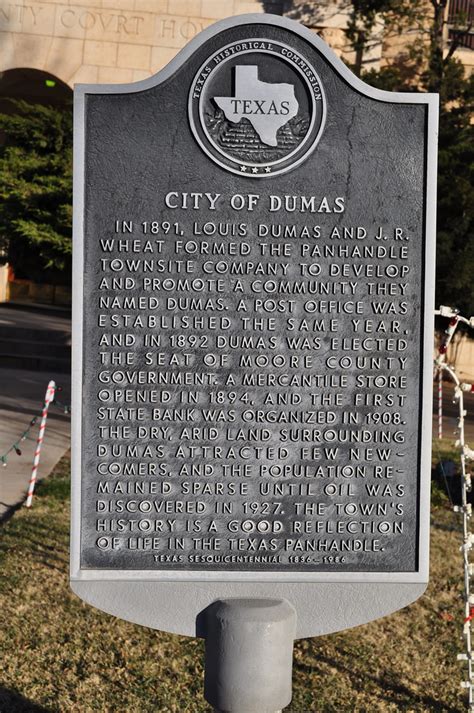 NTY COURT HOU
TEXAS HISTORICAL COMMISSION
TEXAS
CITY OF DUMAS
IN 1891, LOUIS DUMAS AND J. R.
WHEAT FORMED THE PANHANDLE
TOWNSITE COMPANY TO DEVELOP
AND PROMOTE A COMMUNITY THEY
NAMED DUMAS. A POST OFFICE WAS
ESTABLISHED THE SAME YEAR,
AND IN 1892 DUMAS WAS ELECTED
THE SEAT OF MOORE COUNTY
GOVERNMENT. A MERCANTILE STORE
OPENED IN 1894, AND THE FIRST
STATE BANK WAS ORGANIZED IN 1908.
THE DRY, ARID LAND SURROUNDING
DUMAS ATTRACTED FEW NEW-
COMERS, AND THE POPULATION RE-
MAINED SPARSE UNTIL OIL WAS
DISCOVERED IN 1927. THE TOWN'S
HISTORY IS A GOOD REFLECTION
OF LIFE IN THE TEXAS PANHANDLE.
TEXAS SESQUICENTENNIAL 1836-1986